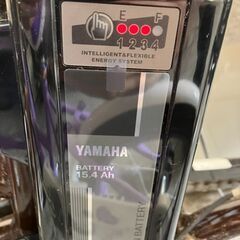 E F
1 2 3 4
INTELLIGENT&FLEXIBLE
ENERGY SYSTEM
YAMAHA
BATTERY
15.4 Ah
BATTERY